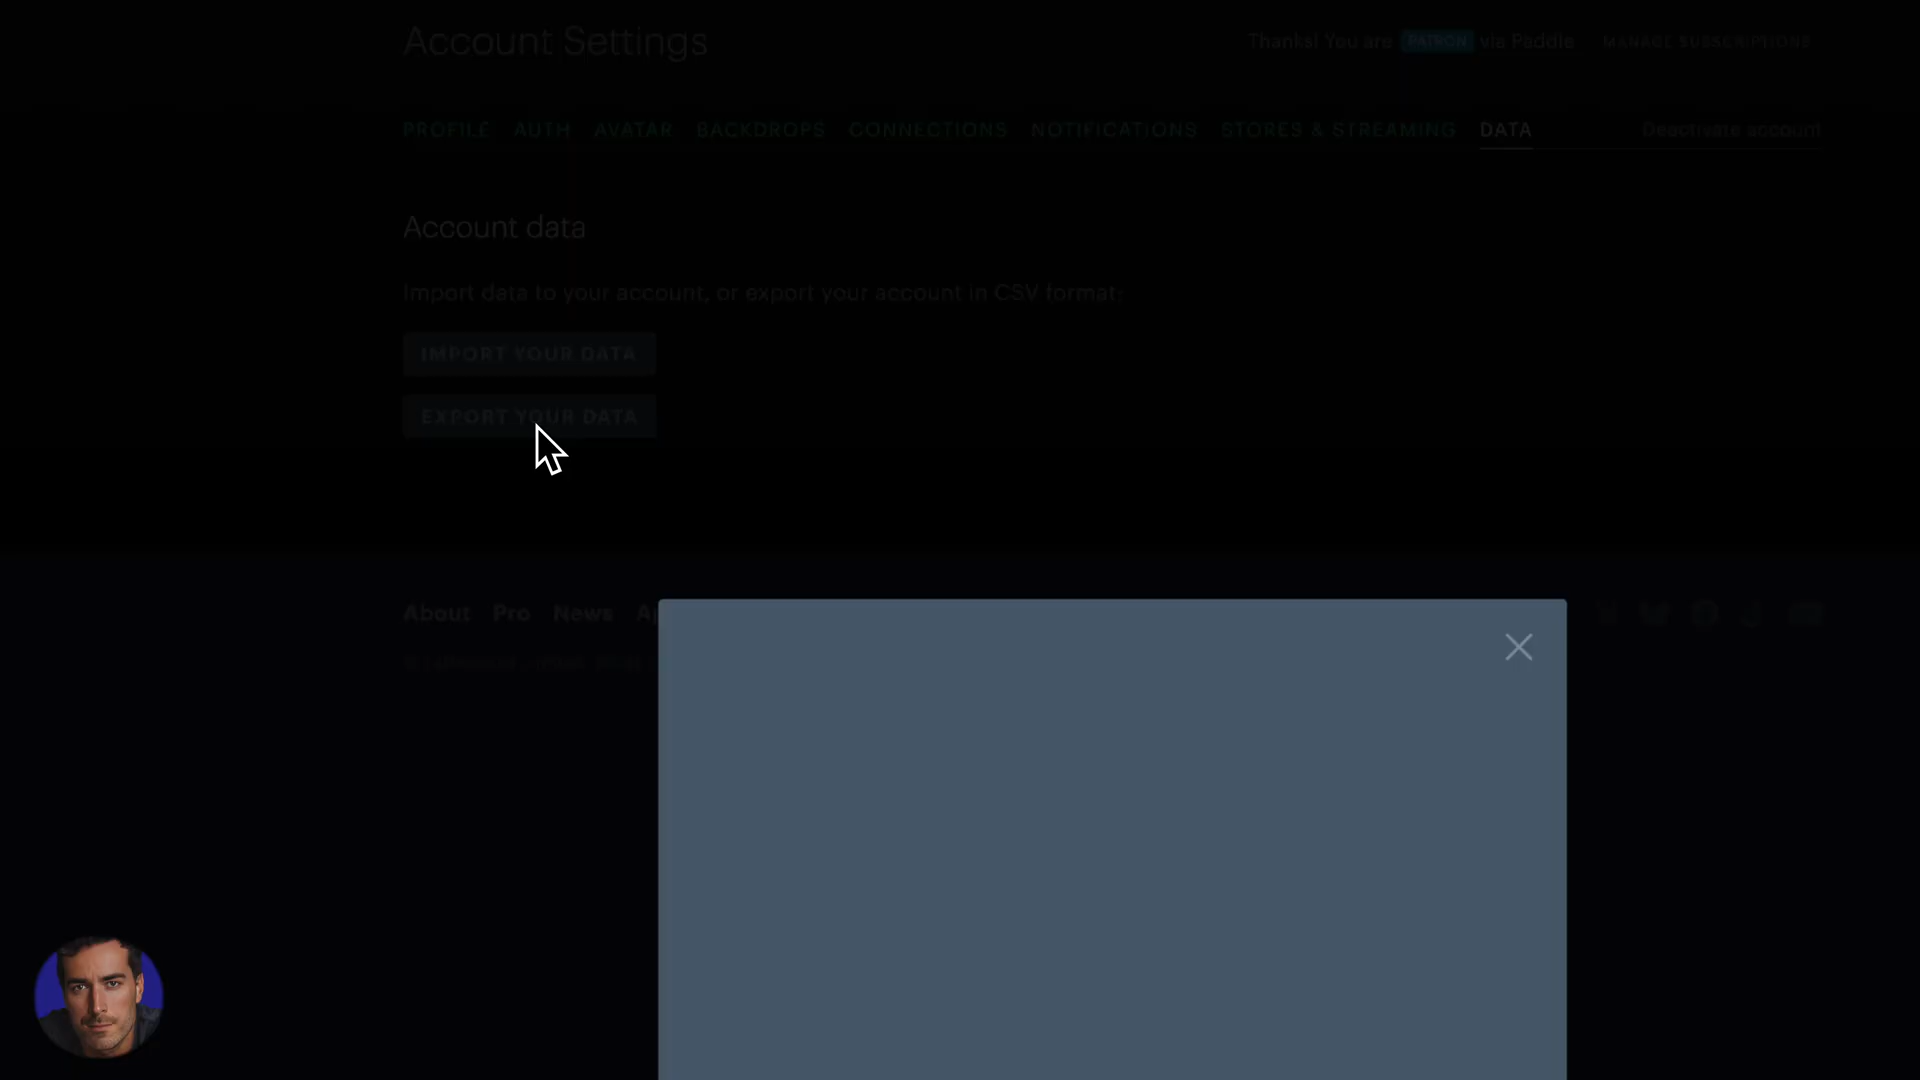 Account Settings
Thanks! You are PATRON via Paddle MANAGE SUBSCRIPTIONS
PROFILE AUTH AVATAR BACKDROPS CONNECTIONS NOTIFICATIONS STORES & STREAMING DATA Deactivate account
Account data
Import data to your account, or export your account in CSV format:
IMPORT YOUR DATA
EXPORT YOUR DATA
About Pro News